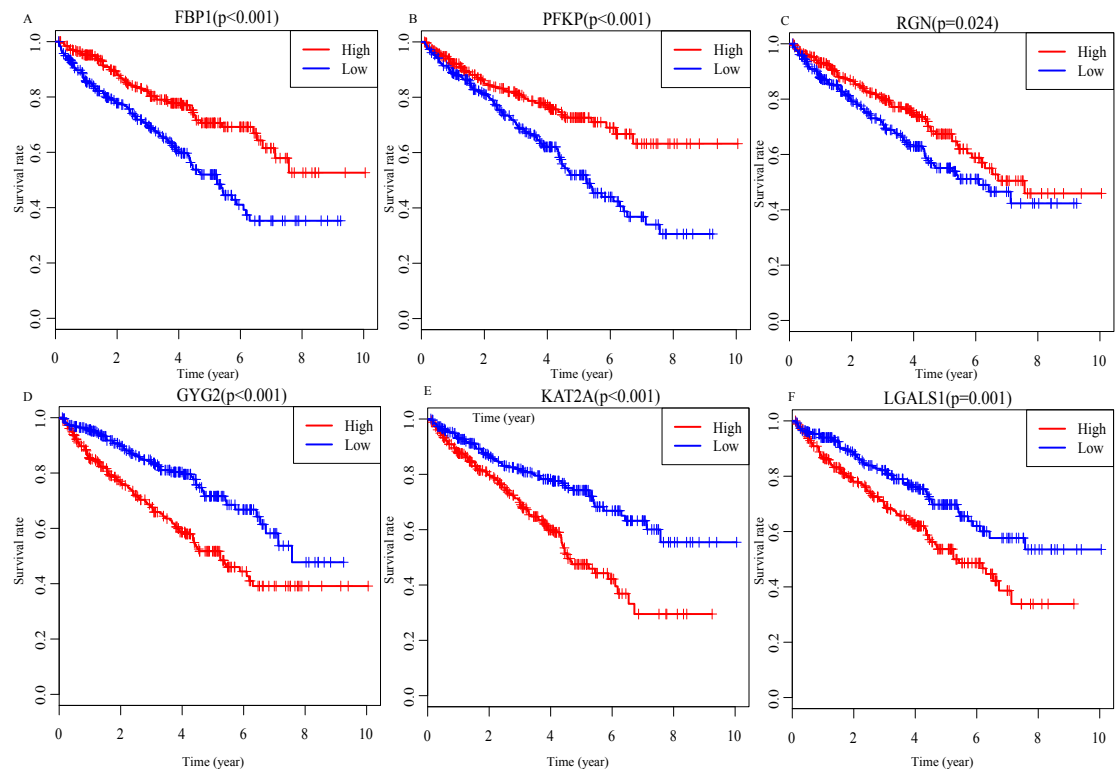 A FBP1(p<0.001)
High
Low
Survival rate
0.0 0.2 0.4 0.6 0.8 1.0
0 2 4 6 8 10
Time (year)
B PFKP(p<0.001)
High
Low
Survival rate
0.0 0.2 0.4 0.6 0.8 1.0
0 2 4 6 8 10
Time (year)
C RGN(p=0.024)
High
Low
Survival rate
0.0 0.2 0.4 0.6 0.8 1.0
0 2 4 6 8 10
Time (year)
D GYG2(p<0.001)
High
Low
Survival rate
0.0 0.2 0.4 0.6 0.8 1.0
0 2 4 6 8 10
Time (year)
E KAT2A(p<0.001)
Time (year)
High
Low
Survival rate
0.0 0.2 0.4 0.6 0.8 1.0
0 2 4 6 8 10
Time (year)
F LGALS1(p=0.001)
High
Low
Survival rate
0.0 0.2 0.4 0.6 0.8 1.0
0 2 4 6 8 10
Time (year)